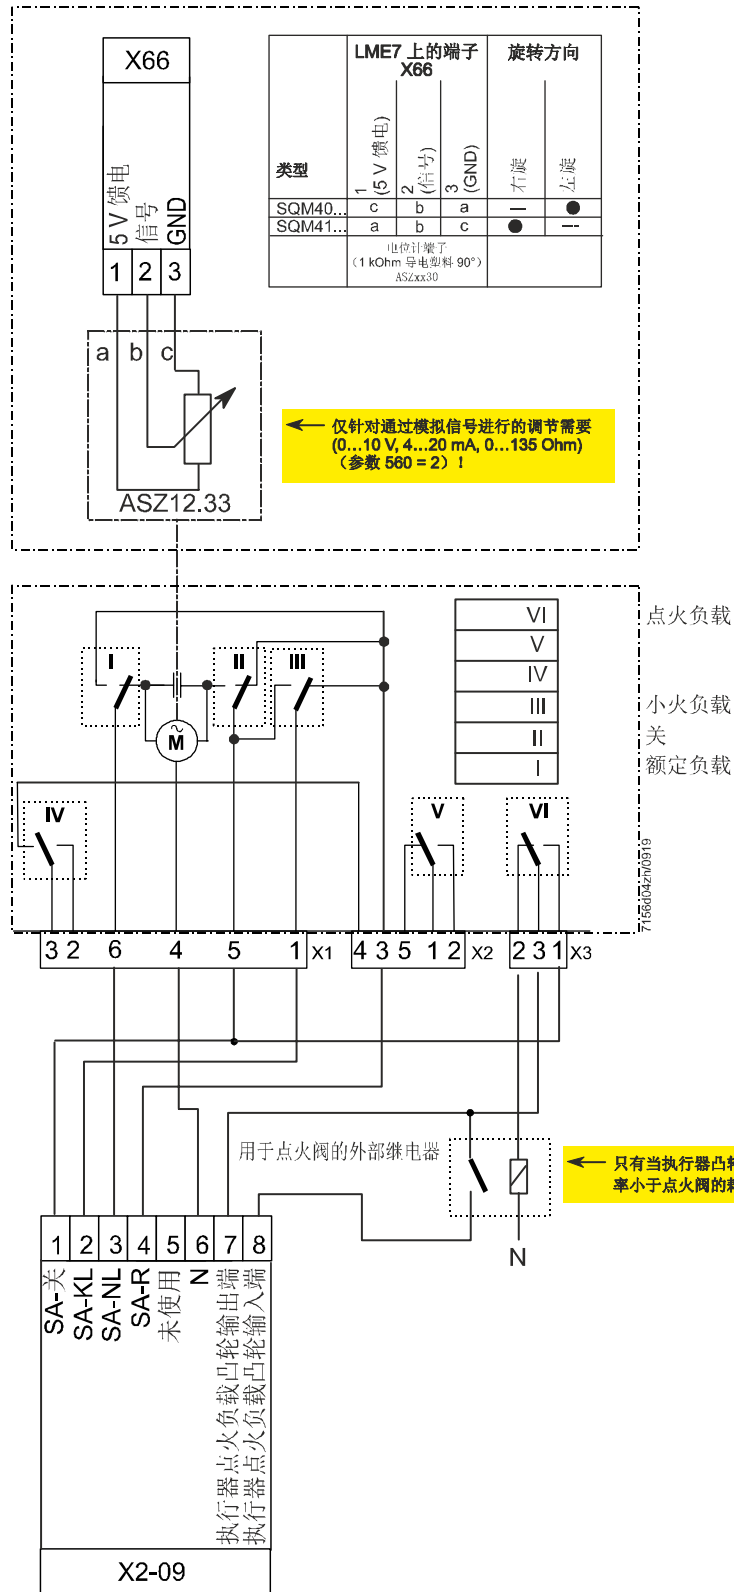 X66
5 V 馈电
信号
GND
1 2 3
a b c
ASZ12.33
LME7 上的端子
X66
旋转方向
类型
1
(5 V 馈电)
2
(信号)
3
(GND)
右旋
左旋
SQM40... c b a —
SQM41... a b c ---
电位计端子
（1 kOhm 导电塑料 90°）
ASZxx30
仅针对通过模拟信号进行的调节需要
(0...10 V, 4...20 mA, 0...135 Ohm)
（参数 560 = 2）!
VI 点火负载
V
IV
III 小火负载
II 关
I 额定负载
I II III
M
~
IV V VI
7156d04zh/0919
3 2 6 4 5 1 X1 4 3 5 1 2 X2 2 3 1 X3
用于点火阀的外部继电器
只有当执行器凸轮
率小于点火阀的
N
1 2 3 4 5 6 7 8
SA-关
SA-KL
SA-NL
SA-R
未使用
N
执行器点火负载凸轮输出端
执行器点火负载凸轮输入端
X2-09